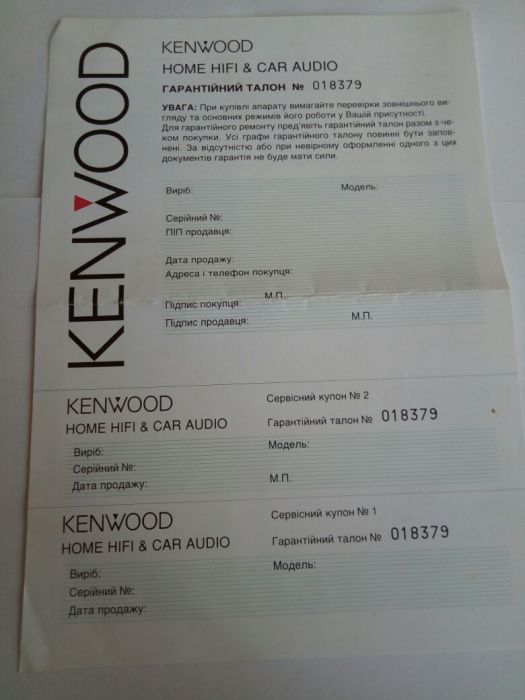 KENWOOD
KENWOOD
HOME HIFI & CAR AUDIO
ГАРАНТІЙНИЙ ТАЛОН № 018379
УВАГА: При купівлі апарату вимагайте перевірки зовнішнього ви-
гляду та основних режимів його роботи у Вашій присутності.
Для гарантійного ремонту пред'явіть гарантійний талон разом з че-
ком покупки. Усі графи гарантійного талону повинні бути запов-
нені. За відсутністю або при невірному оформленні одного з цих
документів гарантія не буде мати сили.
Виріб: Модель:
Серійний №:
ПІП продавця:
Дата продажу:
Адреса і телефон покупця:
М.П.
Підпис покупця:
Підпис продавця: М.П.
KENWOOD Сервісний купон № 2
HOME HIFI & CAR AUDIO Гарантійний талон № 018379
Виріб: Модель:
Серійний №:
Дата продажу: М.П.
KENWOOD Сервісний купон № 1
HOME HIFI & CAR AUDIO Гарантійний талон № 018379
Виріб: Модель:
Серійний №:
Дата продажу: